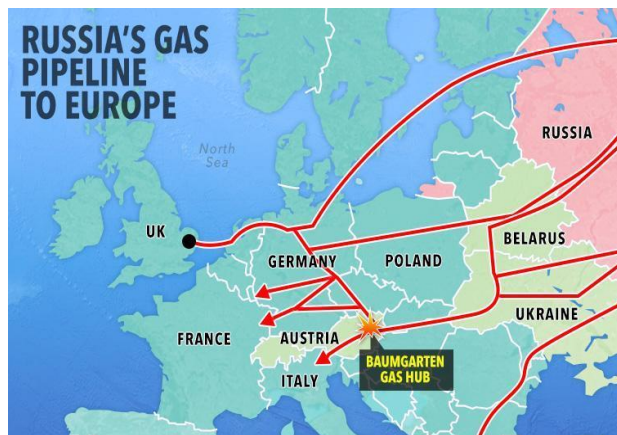 RUSSIA'S GAS
PIPELINE
TO EUROPE
North
Sea
RUSSIA
UK
BELARUS
GERMANY
POLAND
UKRAINE
FRANCE
AUSTRIA
BAUMGARTEN
GAS HUB
ITALY